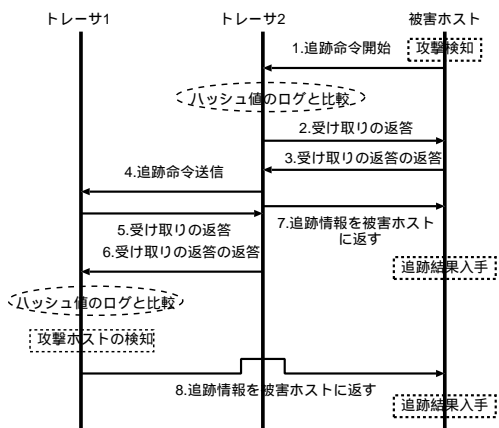 トレーサ1
トレーサ2
被害ホスト
1.追跡命令開始
攻撃検知
ハッシュ値のログと比較
2.受け取りの返答
3.受け取りの返答の返答
4.追跡命令送信
5.受け取りの返答
7.追跡情報を被害ホスト
に返す
6.受け取りの返答の返答
追跡結果入手
ハッシュ値のログと比較
攻撃ホストの検知
8.追跡情報を被害ホストに返す
追跡結果入手